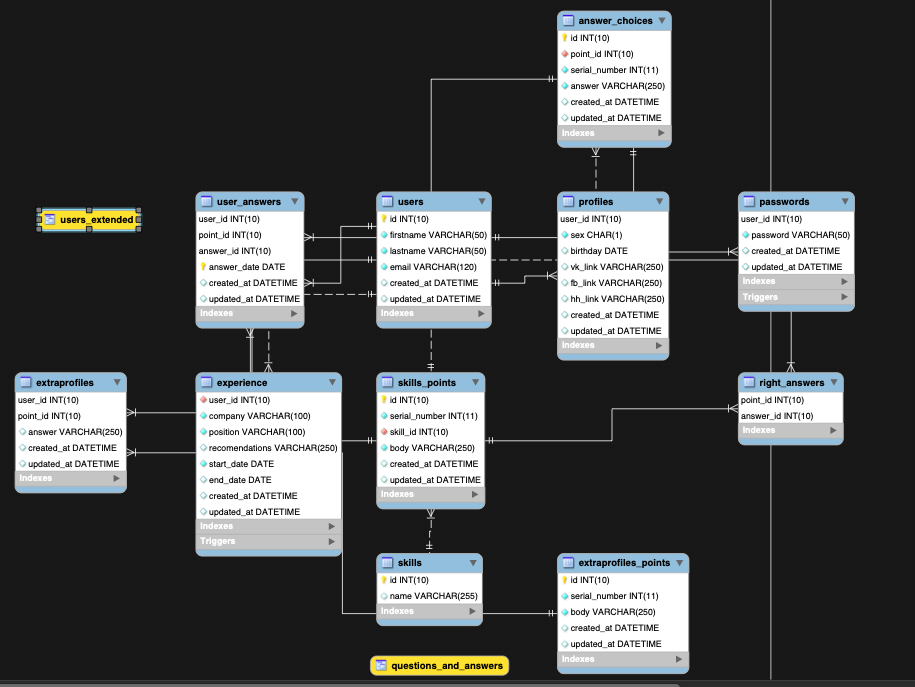 answer_choices
id INT(10)
point_id INT(10)
serial_number INT(11)
answer VARCHAR(250)
created_at DATETIME
updated_at DATETIME
Indexes
users_extended
user_answers
user_id INT(10)
point_id INT(10)
answer_id INT(10)
answer_date DATE
created_at DATETIME
updated_at DATETIME
Indexes
users
id INT(10)
firstname VARCHAR(50)
lastname VARCHAR(50)
email VARCHAR(120)
created_at DATETIME
updated_at DATETIME
Indexes
profiles
user_id INT(10)
sex CHAR(1)
birthday DATE
vk_link VARCHAR(250)
fb_link VARCHAR(250)
hh_link VARCHAR(250)
created_at DATETIME
updated_at DATETIME
Indexes
passwords
user_id INT(10)
password VARCHAR(50)
created_at DATETIME
updated_at DATETIME
Indexes
Triggers
extraprofiles
user_id INT(10)
point_id INT(10)
answer VARCHAR(250)
created_at DATETIME
updated_at DATETIME
Indexes
experience
user_id INT(10)
company VARCHAR(100)
position VARCHAR(100)
recomendations VARCHAR(250)
start_date DATE
end_date DATE
created_at DATETIME
updated_at DATETIME
Indexes
Triggers
skills_points
id INT(10)
serial_number INT(11)
skill_id INT(10)
body VARCHAR(250)
created_at DATETIME
updated_at DATETIME
Indexes
right_answers
point_id INT(10)
answer_id INT(10)
Indexes
skills
id INT(10)
name VARCHAR(255)
Indexes
extraprofiles_points
id INT(10)
serial_number INT(11)
body VARCHAR(250)
created_at DATETIME
updated_at DATETIME
Indexes
questions_and_answers